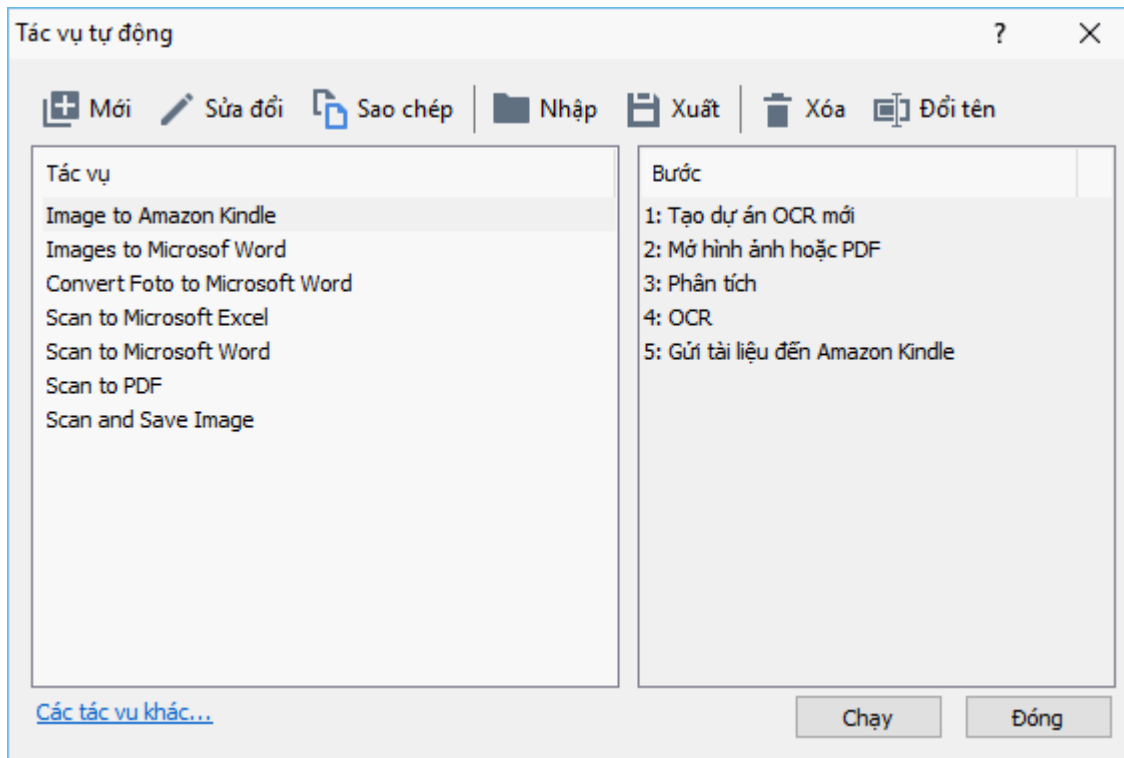 Tác vụ tự động
Mới Sửa đổi Sao chép Nhập Xuất Xóa Đổi tên
Tác vụ
Image to Amazon Kindle
Images to Microsof Word
Convert Foto to Microsoft Word
Scan to Microsoft Excel
Scan to Microsoft Word
Scan to PDF
Scan and Save Image
Bước
1: Tạo dự án OCR mới
2: Mở hình ảnh hoặc PDF
3: Phân tích
4: OCR
5: Gửi tài liệu đến Amazon Kindle
Các tác vụ khác...
Chạy Đóng